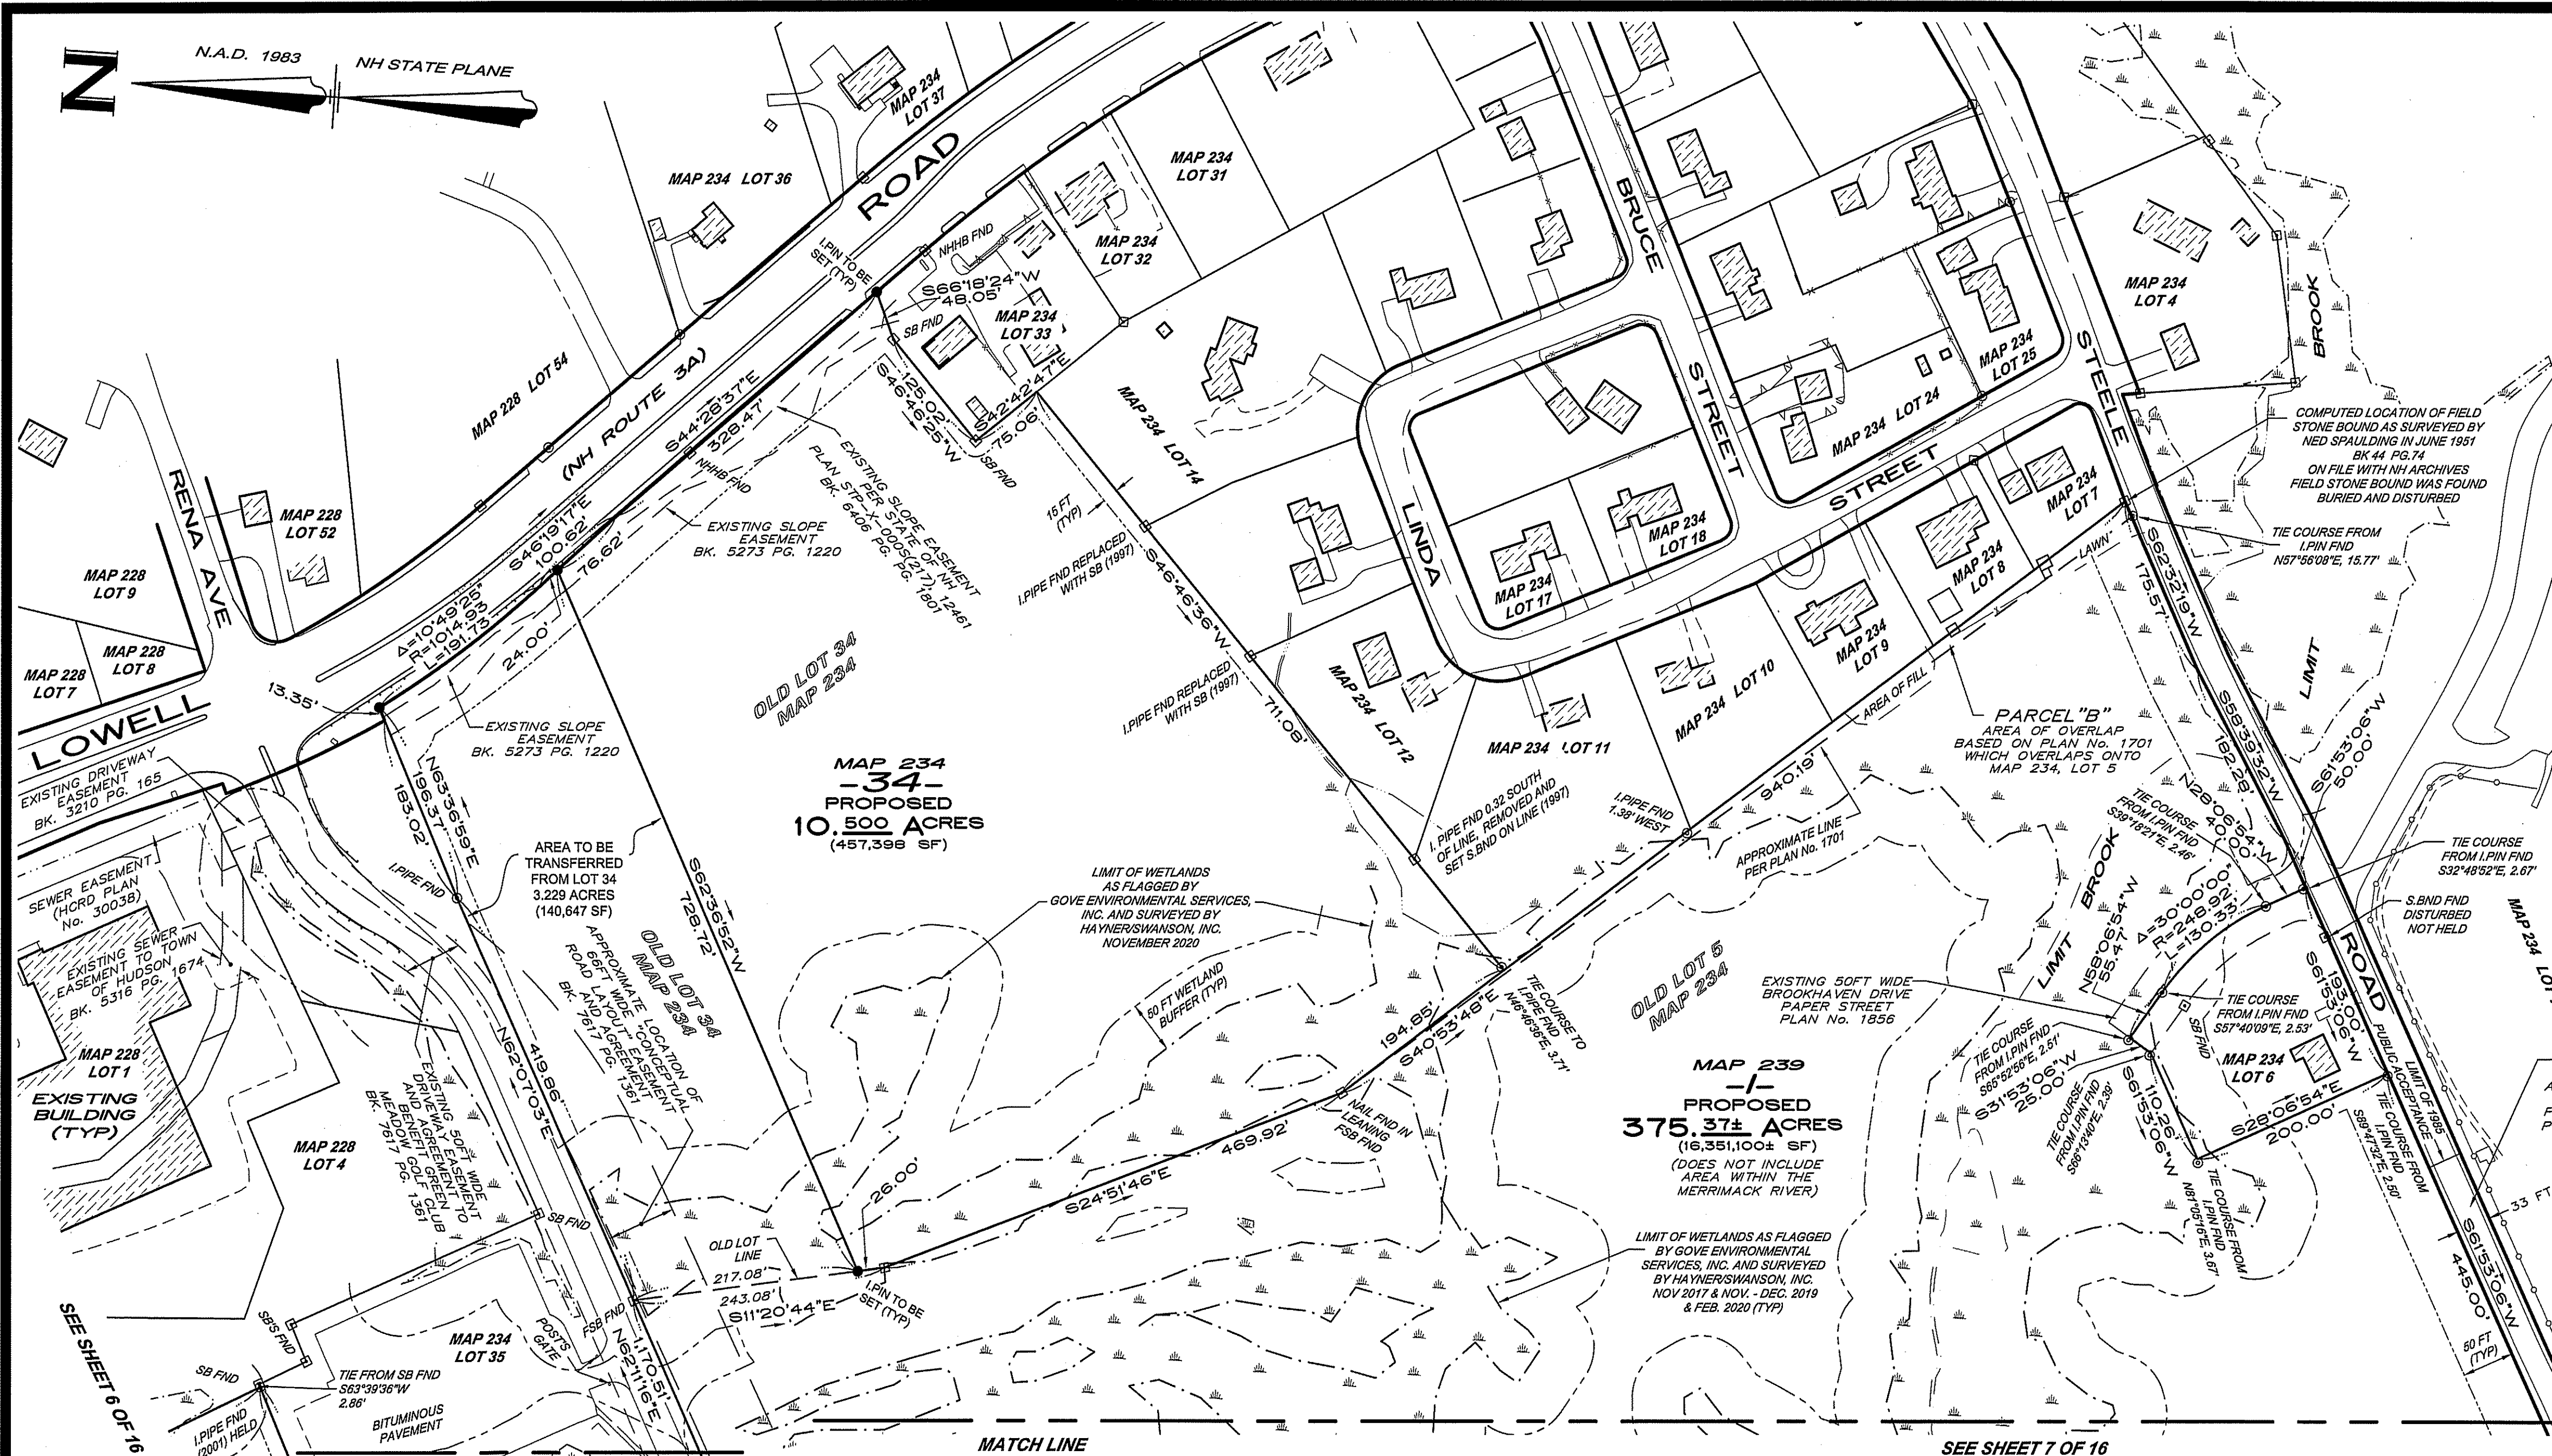 N
N.A.D. 1983
NH STATE PLANE
MAP 234
LOT 37
MAP 234 LOT 36
LOWELL
ROAD
(NH ROUTE 3A)
MAP 228 LOT 54
RENA AVE
MAP 228
LOT 52
MAP 228
LOT 9
MAP 228
LOT 8
MAP 228
LOT 7
MAP 234
LOT 31
MAP 234
LOT 32
MAP 234
LOT 33
I.PIN TO BE
SET (TYP)
NHHB FND
S66°18'24"W
48.05'
SB FND
125.02'
S46°46'25"W
S42°42'47"E
75.06'
SB FND
S44°28'37"E
328.47'
NHHB FND
S46°19'17"E
100.62'
76.62'
Δ=10°49'25"
R=1014.93'
L=191.73'
24.00'
13.35'
EXISTING SLOPE EASEMENT
PER STATE OF NH
PLAN STP-X-000S(217), 12461
BK. 6406 PG. PG. 1801
EXISTING SLOPE
EASEMENT
BK. 5273 PG. 1220
EXISTING SLOPE
EASEMENT
BK. 5273 PG. 1220
15 FT
(TYP)
I.PIPE FND REPLACED
WITH SB (1997)
I.PIPE FND REPLACED
WITH SB (1997)
S46°46'36"W
711.08'
MAP 234 LOT 14
MAP 234 LOT 12
MAP 234 LOT 11
MAP 234 LOT 10
MAP 234
LOT 9
MAP 234
LOT 8
MAP 234
LOT 7
MAP 234
LOT 17
MAP 234
LOT 18
MAP 234 LOT 24
MAP 234
LOT 25
MAP 234
LOT 4
LINDA
STREET
BRUCE
STREET
STEELE
ROAD
BROOK
LIMIT
COMPUTED LOCATION OF FIELD
STONE BOUND AS SURVEYED BY
NED SPAULDING IN JUNE 1951
BK 44 PG.74
ON FILE WITH NH ARCHIVES
FIELD STONE BOUND WAS FOUND
BURIED AND DISTURBED
TIE COURSE FROM
I.PIN FND
N57°56'08"E, 15.77'
LAWN
S62°32'19"W
175.57'
S58°39'32"W
182.28'
S61°53'06"W
50.00'
AREA OF FILL
PARCEL "B"
AREA OF OVERLAP
BASED ON PLAN No. 1701
WHICH OVERLAPS ONTO
MAP 234, LOT 5
940.19'
APPROXIMATE LINE
PER PLAN No. 1701
I.PIPE FND
1.38' WEST
I. PIPE FND 0.32 SOUTH
OF LINE, REMOVED AND
SET S.BND ON LINE (1997)
OLD LOT 34
MAP 234
MAP 234
-34-
PROPOSED
10.500 ACRES
(457,398 SF)
EXISTING DRIVEWAY
EASEMENT
BK. 3210 PG. 165
SEWER EASEMENT
(HCRD PLAN
No. 30038)
EXISTING SEWER
EASEMENT TO TOWN
OF HUDSON
BK. 5316 PG. 1674
MAP 228
LOT 1
EXISTING
BUILDING
(TYP)
MAP 228
LOT 4
N63°36'59"E
196.37'
183.02'
I.PIPE FND
AREA TO BE
TRANSFERRED
FROM LOT 34
3.229 ACRES
(140,647 SF)
S62°36'52"W
728.72'
OLD LOT 34
MAP 234
APPROXIMATE LOCATION OF
66FT WIDE "CONCEPTUAL
ROAD LAYOUT" EASEMENT
AND AGREEMENT
BK. 7617 PG. 1361
419.86'
N62°07'03"E
EXISTING 50FT WIDE
DRIVEWAY EASEMENT
AND AGREEMENT TO
BENEFIT GREEN
MEADOW GOLF CLUB
BK. 7617 PG. 1361
SB FND
FSB FND
POSTS
GATE
OLD LOT
LINE
217.08'
243.08'
S11°20'44"E
I.PIN TO BE
SET (TYP)
26.00'
S24°51'46"E
469.92'
194.85'
S40°53'48"E
NAIL FND IN
LEANING
FSB FND
TIE COURSE TO
I.PIPE FND
N46°46'36"E, 3.71'
LIMIT OF WETLANDS
AS FLAGGED BY
GOVE ENVIRONMENTAL SERVICES,
INC. AND SURVEYED BY
HAYNER/SWANSON, INC.
NOVEMBER 2020
50 FT WETLAND
BUFFER (TYP)
OLD LOT 5
MAP 234
MAP 239
-1-
PROPOSED
375.37± ACRES
(16,351,100± SF)
(DOES NOT INCLUDE
AREA WITHIN THE
MERRIMACK RIVER)
LIMIT OF WETLANDS AS FLAGGED
BY GOVE ENVIRONMENTAL
SERVICES, INC. AND SURVEYED
BY HAYNER/SWANSON, INC.
NOV 2017 & NOV. - DEC. 2019
& FEB. 2020 (TYP)
EXISTING 50FT WIDE
BROOKHAVEN DRIVE
PAPER STREET
PLAN No. 1856
LIMIT
BROOK
N28°06'54"W
40.00'
TIE COURSE
FROM I.PIN FND
S39°18'21"E, 2.46'
TIE COURSE
FROM I.PIN FND
S32°48'52"E, 2.67'
S.BND FND
DISTURBED
NOT HELD
Δ=30°00'00"
R=248.92'
L=130.33'
N58°06'54"W
55.47'
TIE COURSE
FROM I.PIN FND
S57°40'09"E, 2.53'
SB FND
TIE COURSE
FROM I.PIN FND
S65°52'56"E, 2.51'
S31°53'06"W
25.00'
TIE COURSE
FROM I.PIN FND
S66°13'40"E, 2.39'
110.26'
S61°53'06"W
MAP 234
LOT 6
193.00'
S61°53'06"W
S28°06'54"E
200.00'
TIE COURSE FROM
I.PIN FND
S89°47'32"E, 2.50'
TIE COURSE FROM
I.PIN FND
N81°05'16"E, 3.67'
LIMIT OF 1985
PUBLIC ACCEPTANCE
MAP 234 LOT
33 FT
S61°53'06"W
445.00'
50 FT
(TYP)
SEE SHEET 6 OF 16
SB'S FND
SB FND
I.PIPE FND
(2001) HELD
TIE FROM SB FND
S63°39'36"W
2.86'
MAP 234
LOT 35
BITUMINOUS
PAVEMENT
1,170.51'
N62°11'16"E
MATCH LINE
SEE SHEET 7 OF 16